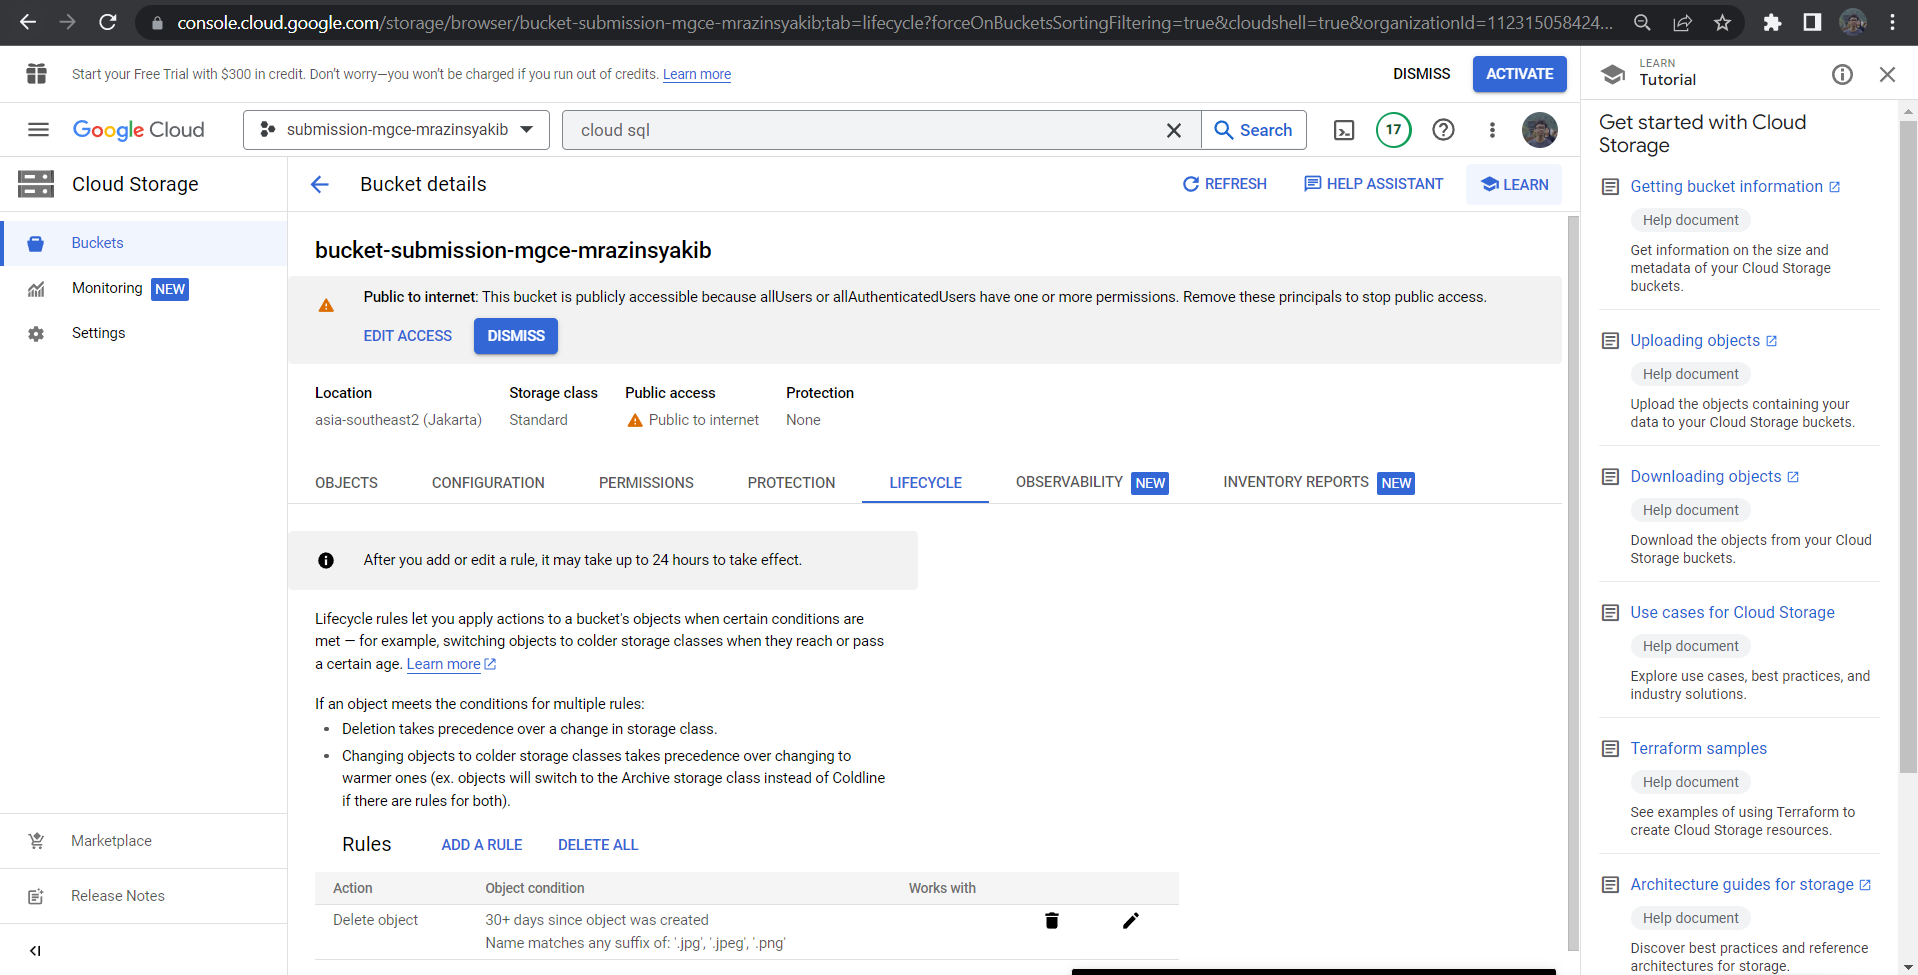 console.cloud.google.com/storage/browser/bucket-submission-mgce-mrazinsyakib;tab=lifecycle?forceOnBucketsSortingFiltering=true&cloudshell=true&organizationId=112315058424...
Start your Free Trial with $300 in credit. Don't worry—you won't be charged if you run out of credits. Learn more
DISMISS
ACTIVATE
Google Cloud
submission-mgce-mrazinsyakib
cloud sql
Search
17
Cloud Storage
Buckets
Monitoring NEW
Settings
Marketplace
Release Notes
Bucket details
REFRESH
HELP ASSISTANT
LEARN
bucket-submission-mgce-mrazinsyakib
Public to internet: This bucket is publicly accessible because allUsers or allAuthenticatedUsers have one or more permissions. Remove these principals to stop public access.
EDIT ACCESS
DISMISS
Location Storage class Public access Protection
asia-southeast2 (Jakarta) Standard Public to internet None
OBJECTS CONFIGURATION PERMISSIONS PROTECTION LIFECYCLE OBSERVABILITY NEW INVENTORY REPORTS NEW
After you add or edit a rule, it may take up to 24 hours to take effect.
Lifecycle rules let you apply actions to a bucket's objects when certain conditions are
met — for example, switching objects to colder storage classes when they reach or pass
a certain age. Learn more
If an object meets the conditions for multiple rules:
• Deletion takes precedence over a change in storage class.
• Changing objects to colder storage classes takes precedence over changing to
warmer ones (ex. objects will switch to the Archive storage class instead of Coldline
if there are rules for both).
Rules
ADD A RULE
DELETE ALL
Action Object condition Works with
Delete object 30+ days since object was created
Name matches any suffix of: '.jpg', '.jpeg', '.png'
LEARN
Tutorial
Get started with Cloud
Storage
Getting bucket information
Help document
Get information on the size and
metadata of your Cloud Storage
buckets.
Uploading objects
Help document
Upload the objects containing your
data to your Cloud Storage buckets.
Downloading objects
Help document
Download the objects from your Cloud
Storage buckets.
Use cases for Cloud Storage
Help document
Explore use cases, best practices, and
industry solutions.
Terraform samples
Help document
See examples of using Terraform to
create Cloud Storage resources.
Architecture guides for storage
Help document
Discover best practices and reference
architectures for storage.